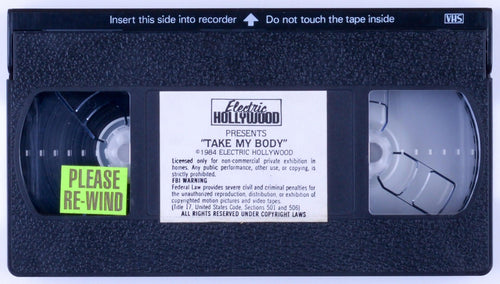 Insert this side into recorder Do not touch the tape inside VHS
Electric
HOLLYWOOD
PRESENTS
"TAKE MY BODY"
©1984 ELECTRIC HOLLYWOOD
Licensed only for non-commercial private exhibition in
homes. Any public performance, other use, or copying, is
strictly prohibited.
FBI WARNING
Federal Law provides severe civil and criminal penalties for
the unauthorized reproduction, distribution, or exhibition of
copyrighted motion pictures and video tapes.
(Title 17, United States Code, Sections 501 and 506)
ALL RIGHTS RESERVED UNDER COPYRIGHT LAWS
PLEASE
RE-WIND